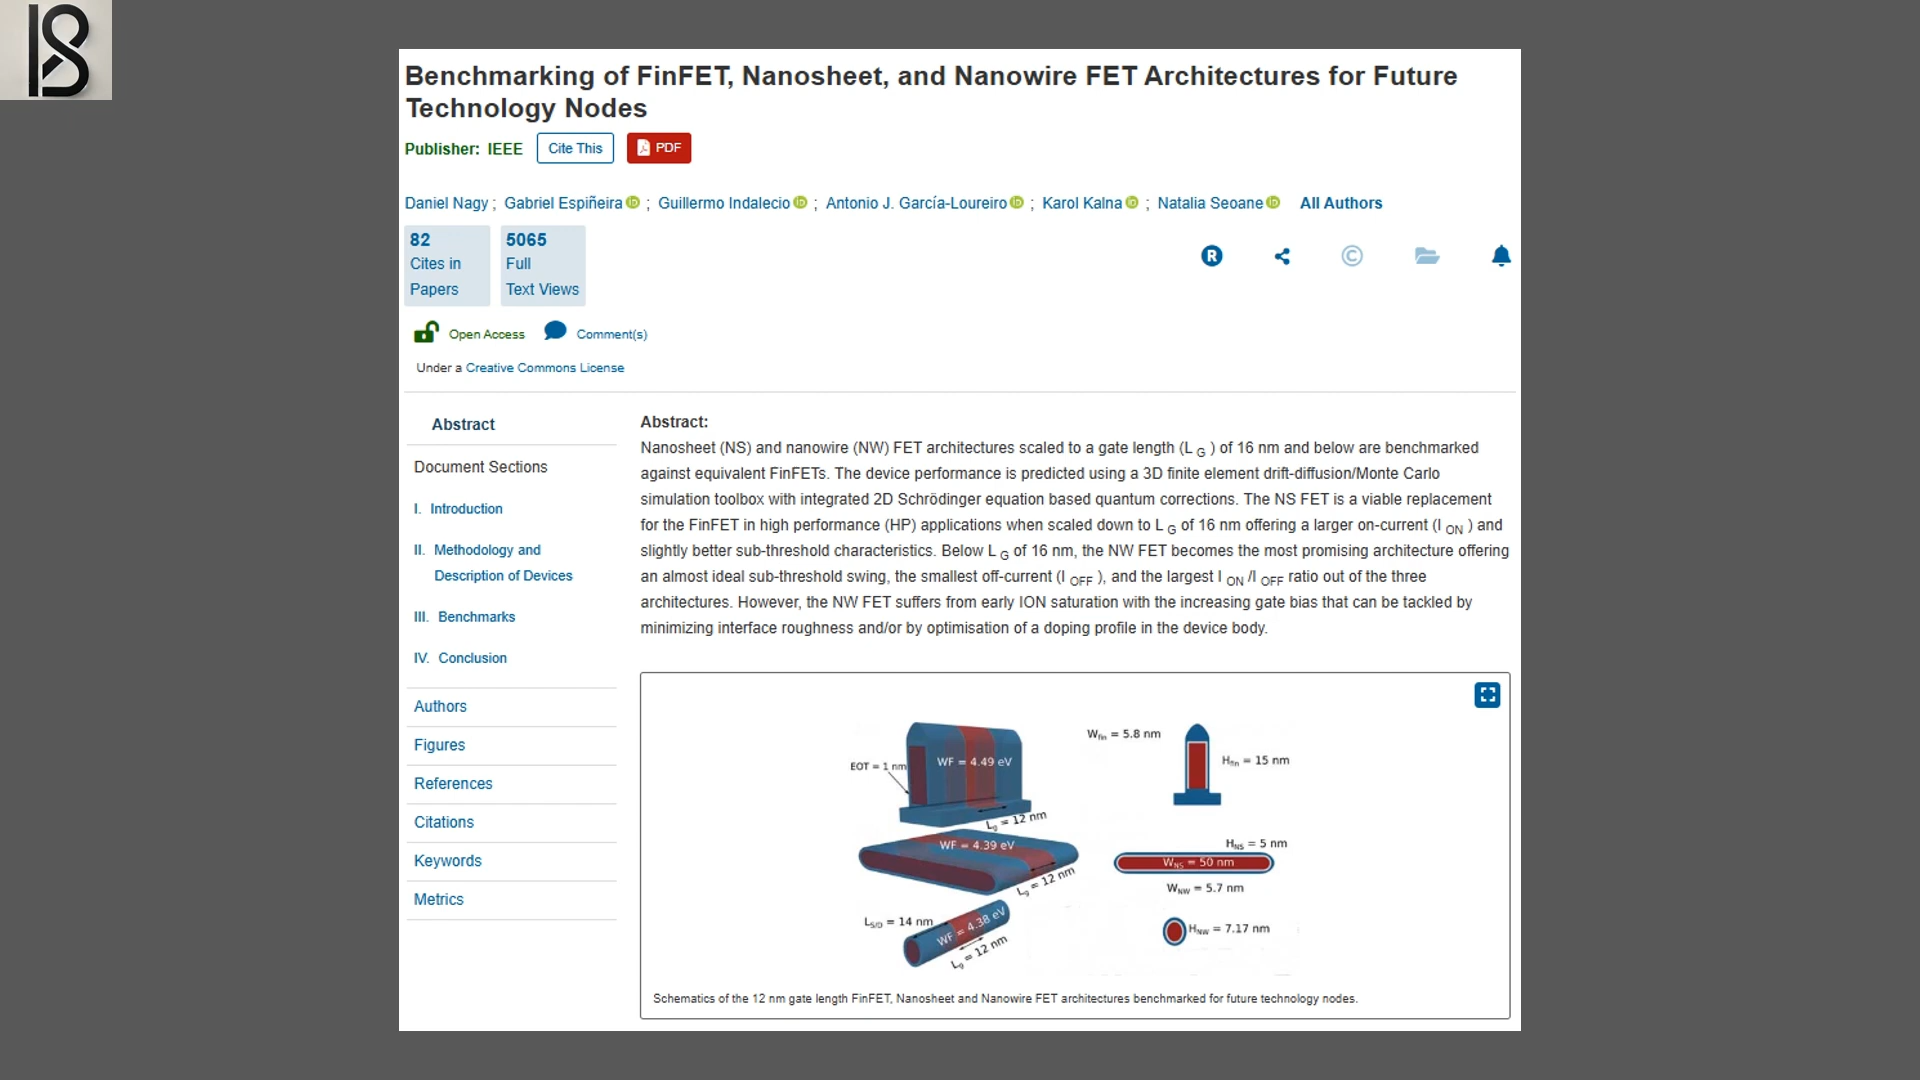 Benchmarking of FinFET, Nanosheet, and Nanowire FET Architectures for Future
Technology Nodes
Publisher: IEEE
Cite This
PDF
Daniel Nagy ; Gabriel Espiñeira iD ; Guillermo Indalecio iD ; Antonio J. García-Loureiro iD ; Karol Kalna iD ; Natalia Seoane iD All Authors
82
Cites in
Papers
5065
Full
Text Views
R
©
Open Access
Comment(s)
Under a Creative Commons License
Abstract
Document Sections
I. Introduction
II. Methodology and
Description of Devices
III. Benchmarks
IV. Conclusion
Authors
Figures
References
Citations
Keywords
Metrics
Abstract:
Nanosheet (NS) and nanowire (NW) FET architectures scaled to a gate length (L G ) of 16 nm and below are benchmarked
against equivalent FinFETs. The device performance is predicted using a 3D finite element drift-diffusion/Monte Carlo
simulation toolbox with integrated 2D Schrödinger equation based quantum corrections. The NS FET is a viable replacement
for the FinFET in high performance (HP) applications when scaled down to L G of 16 nm offering a larger on-current (I ON ) and
slightly better sub-threshold characteristics. Below L G of 16 nm, the NW FET becomes the most promising architecture offering
an almost ideal sub-threshold swing, the smallest off-current (I OFF ), and the largest I ON /I OFF ratio out of the three
architectures. However, the NW FET suffers from early ION saturation with the increasing gate bias that can be tackled by
minimizing interface roughness and/or by optimisation of a doping profile in the device body.
EOT = 1 nm
WF = 4.49 eV
Lg = 12 nm
Wfin = 5.8 nm
Hfin = 15 nm
WF = 4.39 eV
Lg = 12 nm
HNS = 5 nm
WNS = 50 nm
WNW = 5.7 nm
LS/D = 14 nm
WF = 4.38 eV
Lg = 12 nm
HNW = 7.17 nm
Schematics of the 12 nm gate length FinFET, Nanosheet and Nanowire FET architectures benchmarked for future technology nodes.